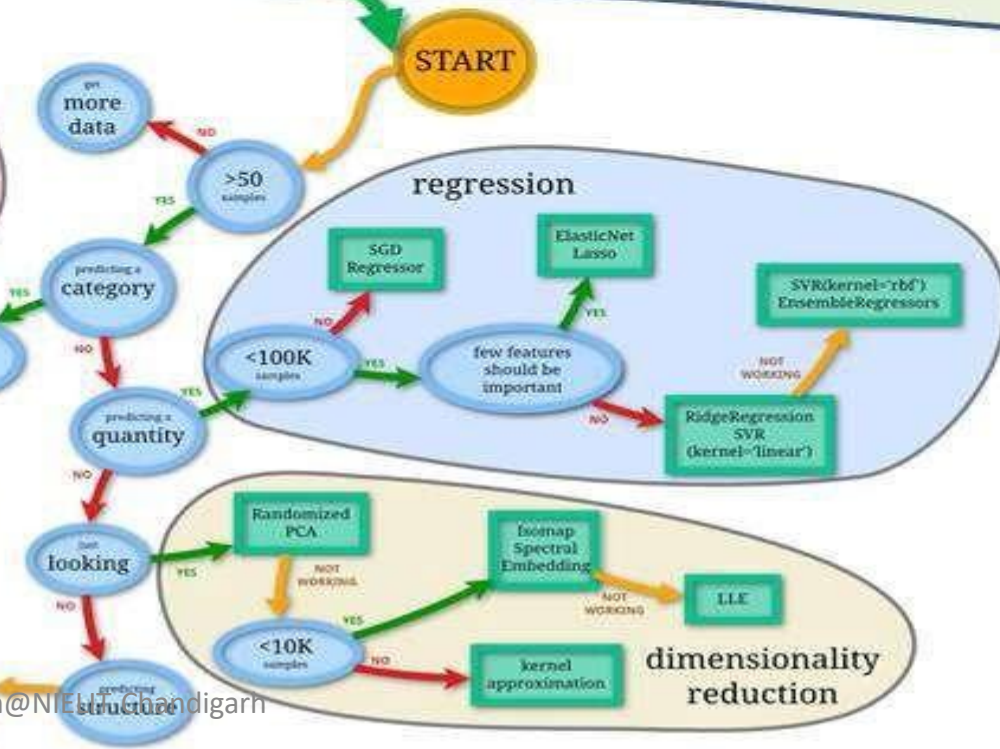 START
get
more
data
NO
>50
samples
YES
predicting a
category
YES
NO
predicting a
quantity
YES
NO
just
looking
YES
NO
predicting
structure
regression
SGD
Regressor
NO
<100K
samples
YES
ElasticNet
Lasso
YES
few features
should be
important
NO
SVR(kernel='rbf')
EnsembleRegressors
NOT
WORKING
RidgeRegression
SVR
(kernel='linear')
Randomized
PCA
NOT
WORKING
<10K
samples
YES
NO
Isomap
Spectral
Embedding
NOT
WORKING
LLE
kernel
approximation
dimensionality
reduction
@NIELIT Chandigarh